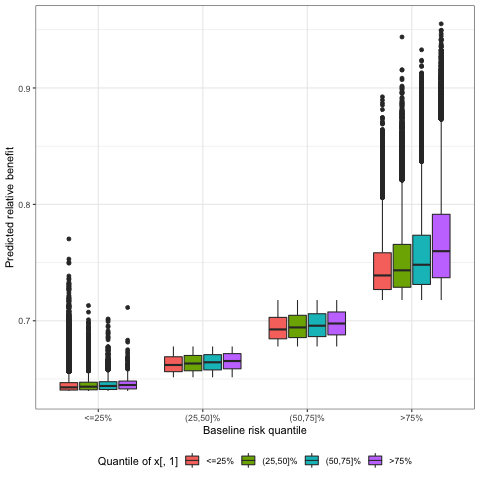 Predicted relative benefit
0.9
0.8
0.7
<=25% (25,50]% (50,75]% >75%
Baseline risk quantile
Quantile of x[, 1] <=25% (25,50]% (50,75]% >75%